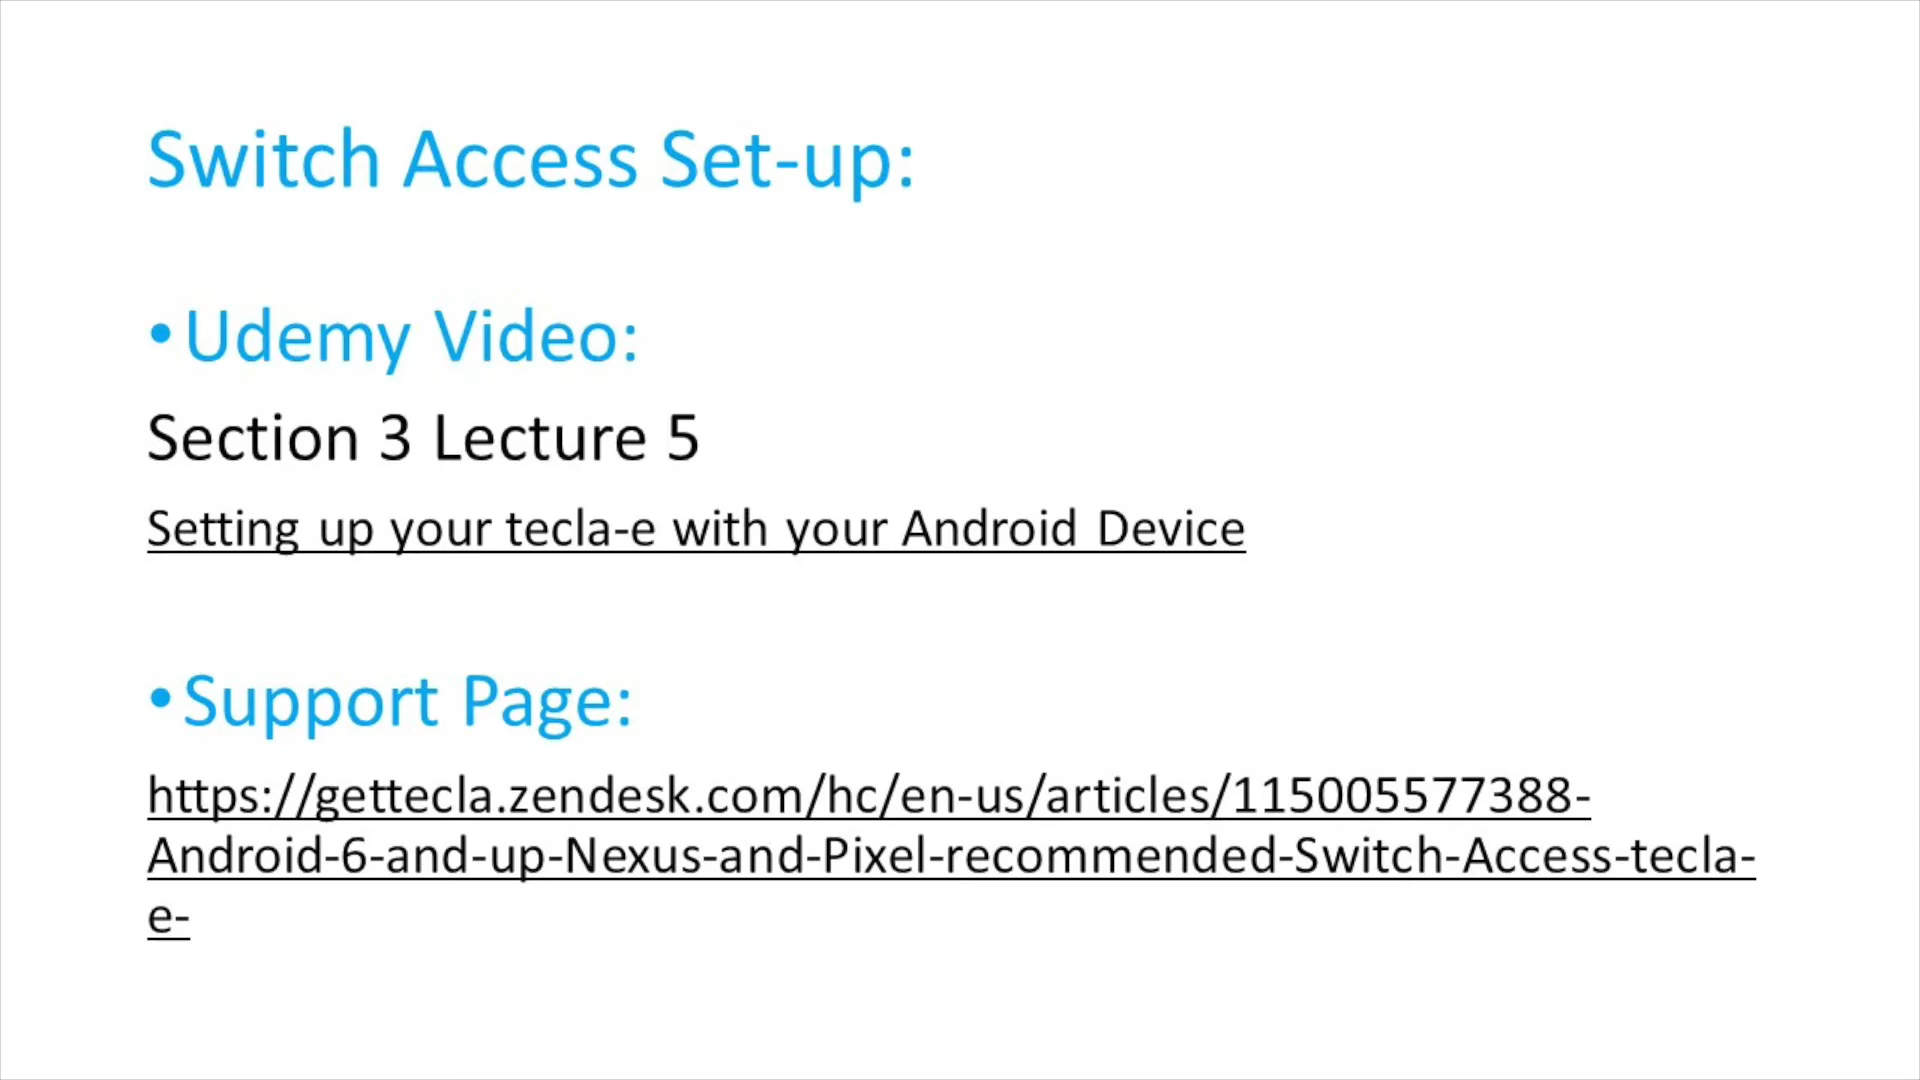 Switch Access Set-up:
• Udemy Video:
Section 3 Lecture 5
Setting up your tecla-e with your Android Device
• Support Page:
https://gettecla.zendesk.com/hc/en-us/articles/115005577388-
Android-6-and-up-Nexus-and-Pixel-recommended-Switch-Access-tecla-
e-